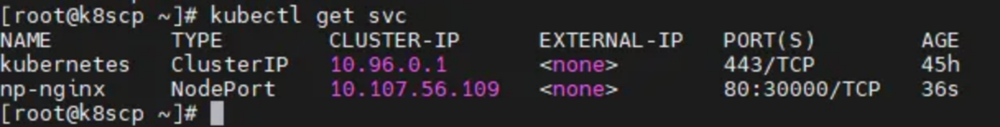 [root@k8scp ~]# kubectl get svc
NAME TYPE CLUSTER-IP EXTERNAL-IP PORT(S) AGE
kubernetes ClusterIP 10.96.0.1 <none> 443/TCP 45h
np-nginx NodePort 10.107.56.109 <none> 80:30000/TCP 36s
[root@k8scp ~]#